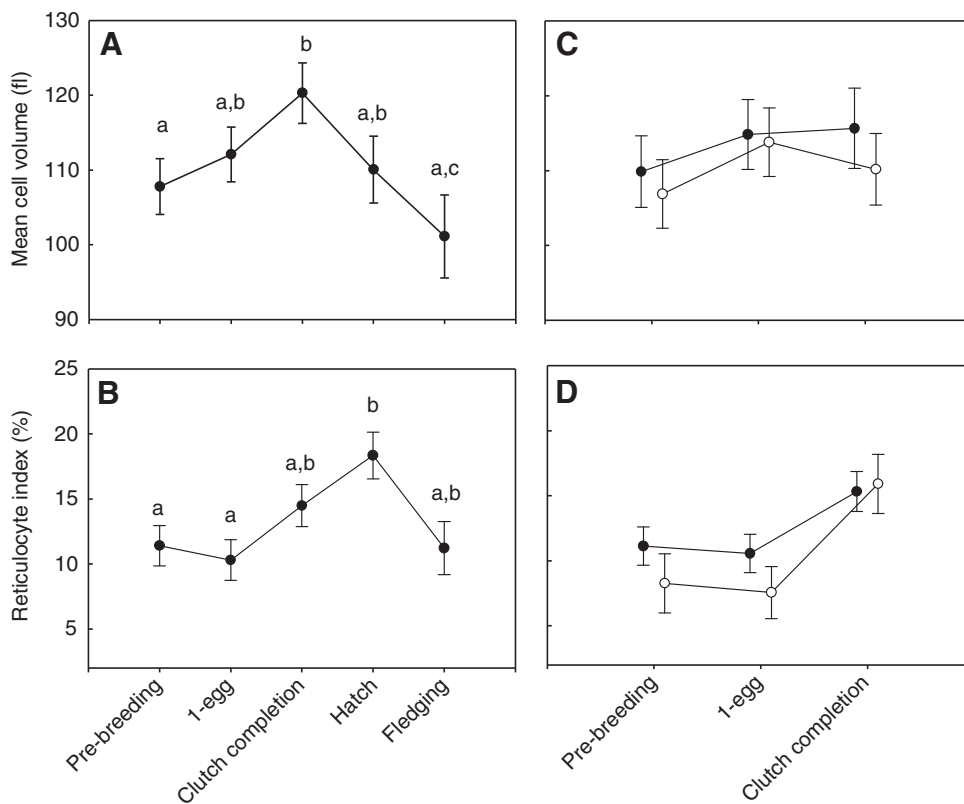 130
120
110
100
90
Mean cell volume (fl)
A
a
a,b
b
a,b
a,c
C
25
20
15
10
5
Reticulocyte index (%)
B
a
a
a,b
b
a,b
D
Pre-breeding
1-egg
Clutch completion
Hatch
Fledging
Pre-breeding
1-egg
Clutch completion